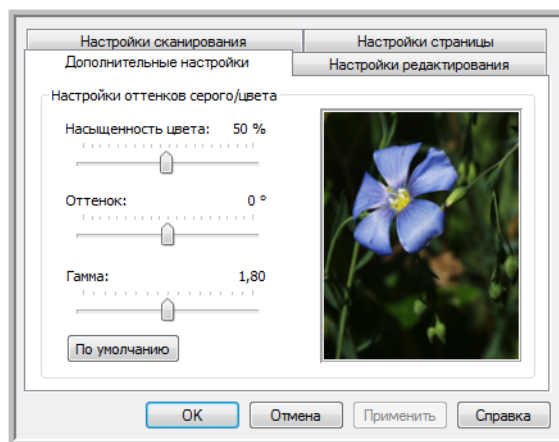 Настройки сканирования Настройки страницы
Дополнительные настройки Настройки редактирования
Настройки оттенков серого/цвета
Насыщенность цвета: 50 %
Оттенок: 0 °
Гамма: 1,80
По умолчанию
OK Отмена Применить Справка